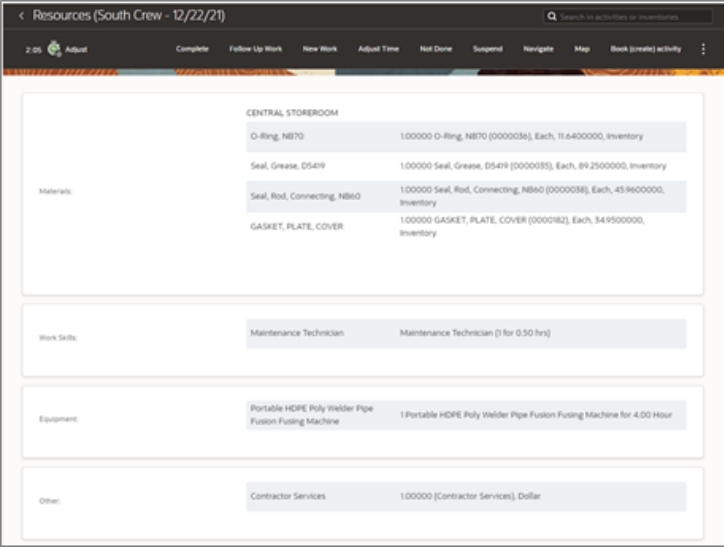 Resources (South Crew - 12/22/21)
Search in activities or inventories
2:05 Adjust Complete Follow Up Work New Work Adjust Time Not Done Suspend Navigate Map Book (create) activity
CENTRAL STOREROOM
O-Ring, NB70 1.00000 O-Ring, NB70 (0000036), Each, 11.6400000, Inventory
Seal, Grease, D5419 1.00000 Seal, Grease, D5419 (0000035), Each, 89.2500000, Inventory
Materials:
Seal, Rod, Connecting, NB60 1.00000 Seal, Rod, Connecting, NB60 (0000038), Each, 45.9600000,
Inventory
GASKET, PLATE, COVER 1.00000 GASKET, PLATE, COVER (0000182), Each, 34.9500000,
Inventory
Work Skills: Maintenance Technician Maintenance Technician (1 for 0.50 hrs)
Equipment: Portable HDPE Poly Welder Pipe
Fusion Fusing Machine 1 Portable HDPE Poly Welder Pipe Fusion Fusing Machine for 4.00 Hour
Other: Contractor Services 1.00000 (Contractor Services), Dollar